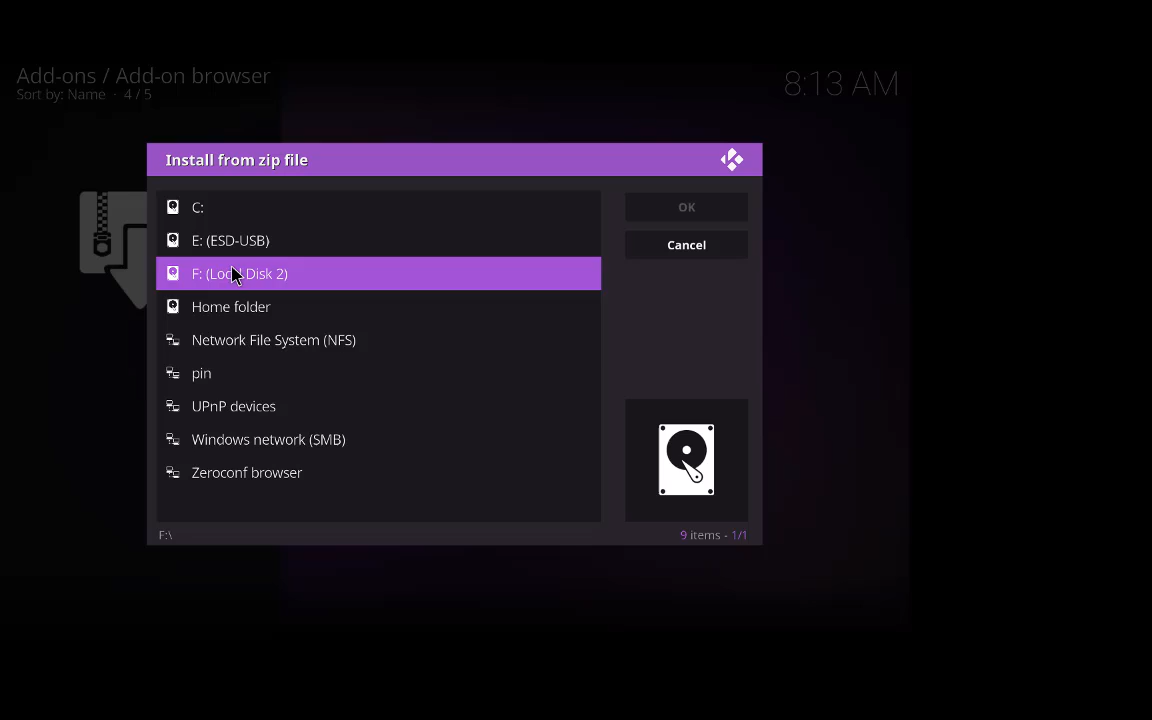 Add-ons / Add-on browser
Sort by: Name · 4 / 5
8:13 AM
Install from zip file
C:
E: (ESD-USB)
F: (Local Disk 2)
Home folder
Network File System (NFS)
pin
UPnP devices
Windows network (SMB)
Zeroconf browser
OK
Cancel
F:\
9 items - 1/1